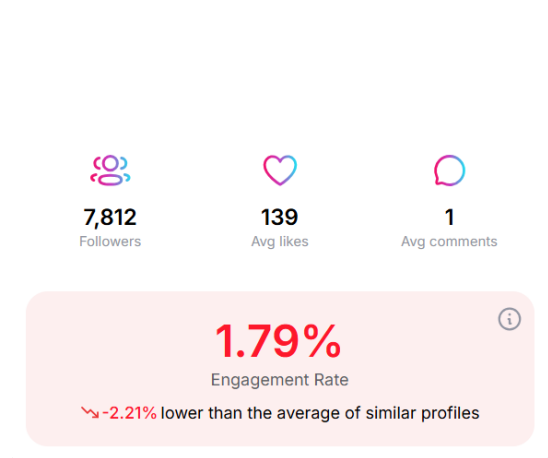 7,812 139 1
Followers Avg likes Avg comments
1.79%
Engagement Rate
-2.21% lower than the average of similar profiles